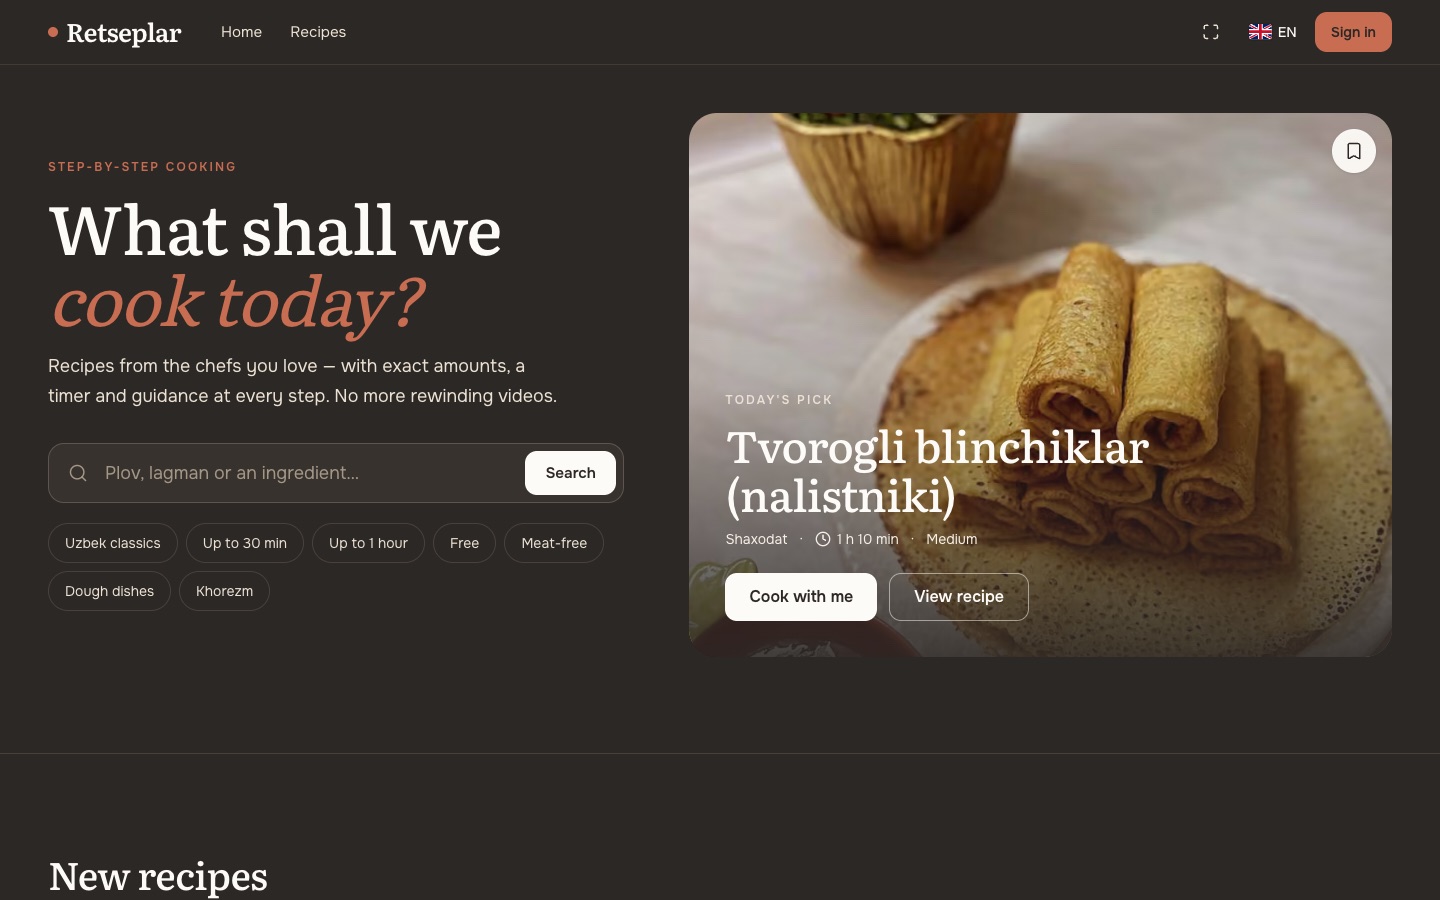 Retseplar
Home
Recipes
EN
Sign in
STEP-BY-STEP COOKING
What shall we
cook today?
Recipes from the chefs you love — with exact amounts, a
timer and guidance at every step. No more rewinding videos.
Plov, lagman or an ingredient...
Search
Uzbek classics
Up to 30 min
Up to 1 hour
Free
Meat-free
Dough dishes
Khorezm
TODAY'S PICK
Tvorogli blinchiklar
(nalistniki)
Shaxodat · 1 h 10 min · Medium
Cook with me
View recipe
New recipes